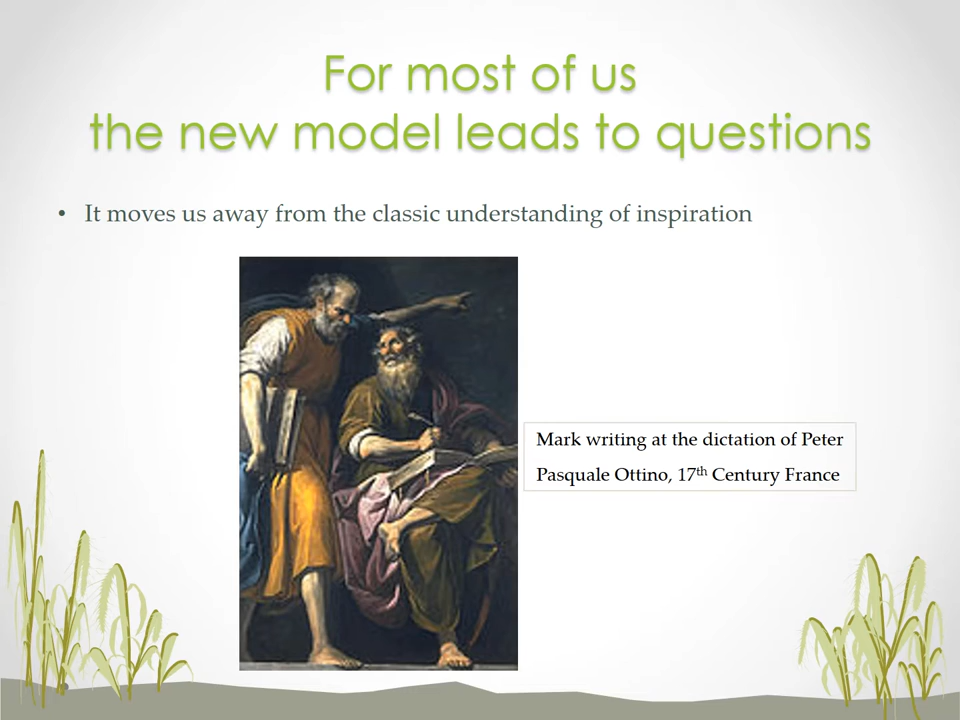 For most of us
the new model leads to questions
• It moves us away from the classic understanding of inspiration
Mark writing at the dictation of Peter
Pasquale Ottino, 17th Century France